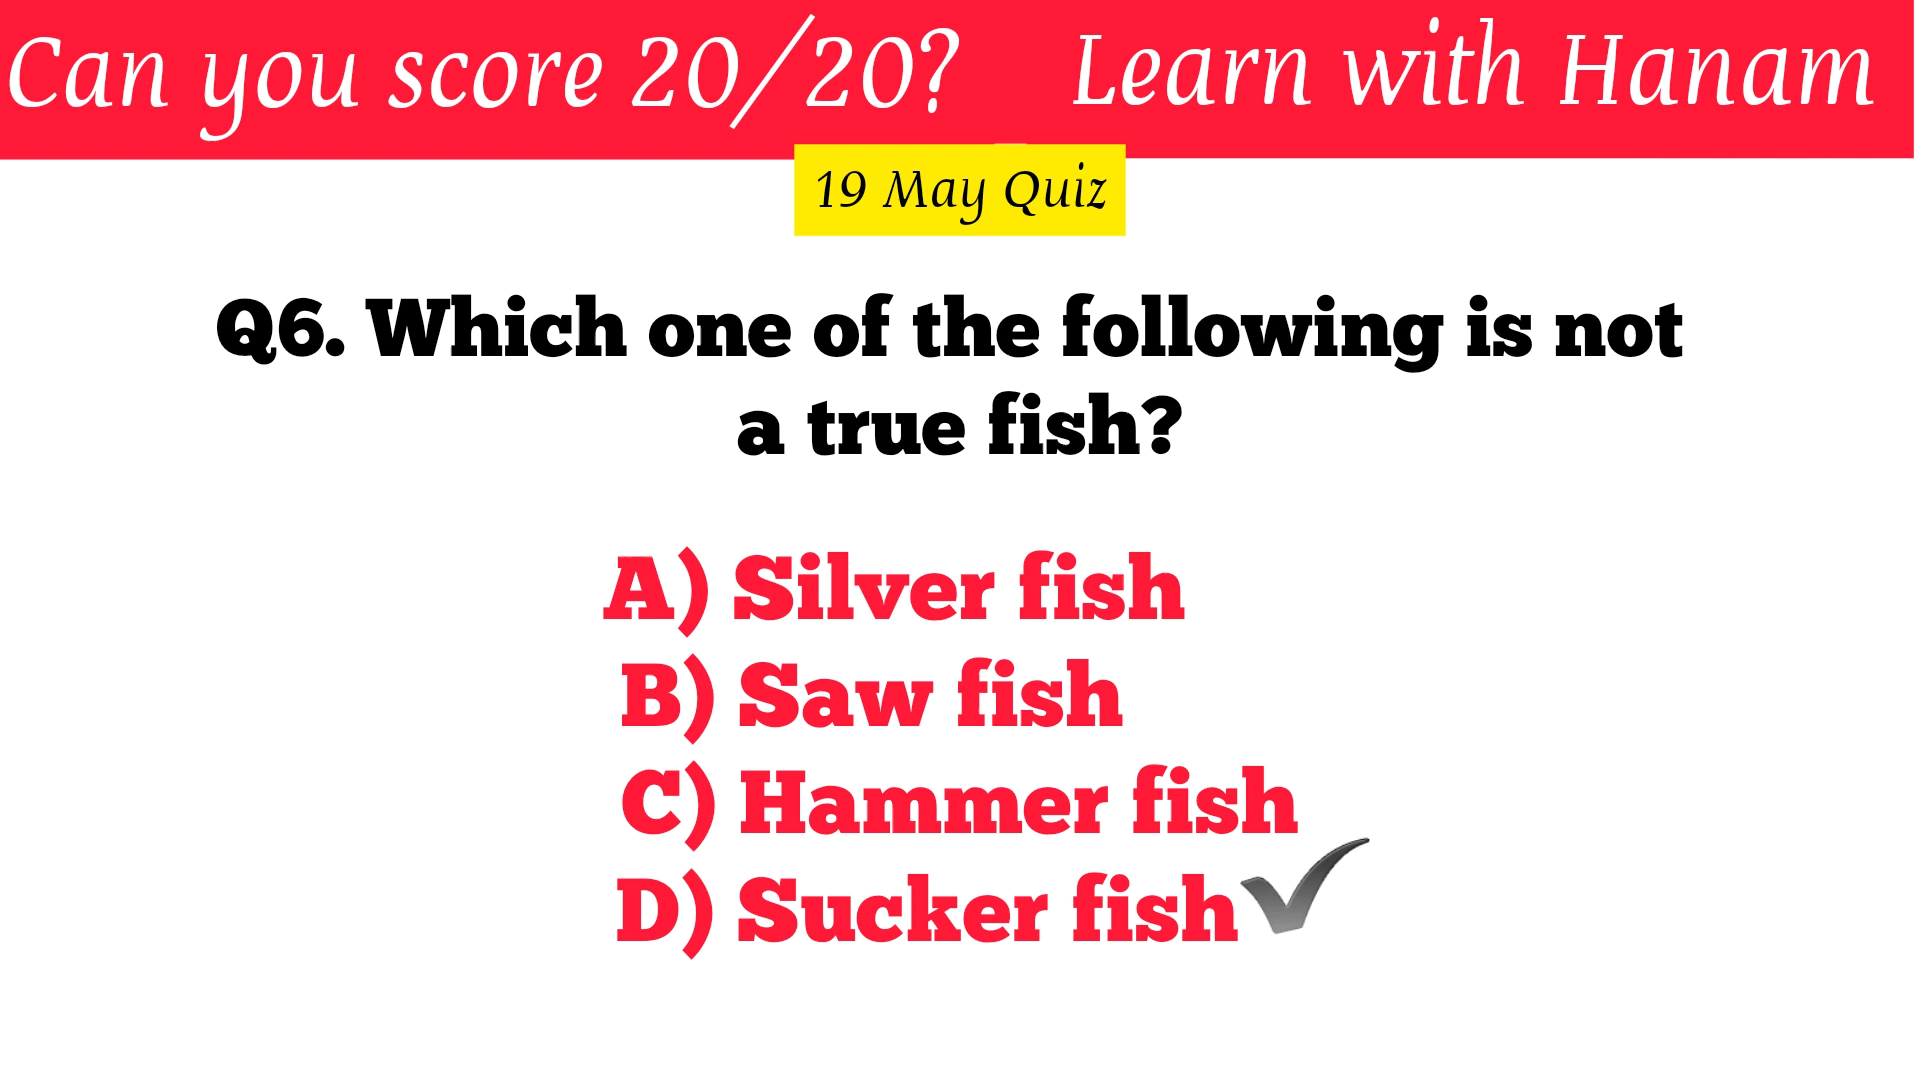 Can you score 20/20? Learn with Hanam
19 May Quiz
Q6. Which one of the following is not
a true fish?
A) Silver fish
B) Saw fish
C) Hammer fish
D) Sucker fish